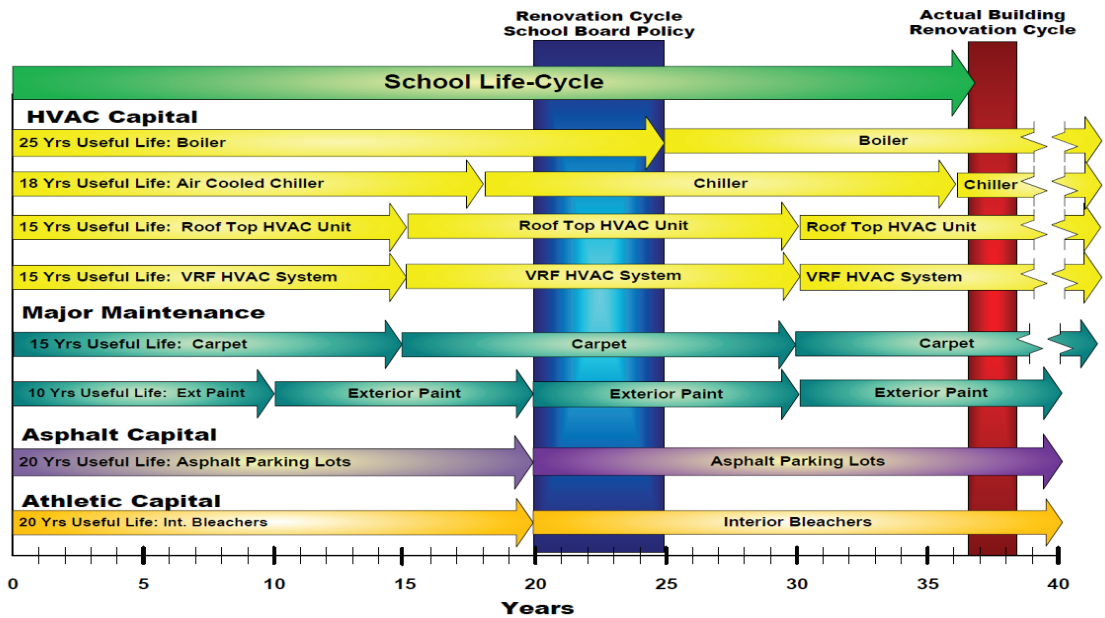 Renovation Cycle
School Board Policy
Actual Building
Renovation Cycle
School Life-Cycle
HVAC Capital
25 Yrs Useful Life: Boiler
Boiler
18 Yrs Useful Life: Air Cooled Chiller
Chiller
Chiller
15 Yrs Useful Life: Roof Top HVAC Unit
Roof Top HVAC Unit
Roof Top HVAC Unit
15 Yrs Useful Life: VRF HVAC System
VRF HVAC System
VRF HVAC System
Major Maintenance
15 Yrs Useful Life: Carpet
Carpet
Carpet
10 Yrs Useful Life: Ext Paint
Exterior Paint
Exterior Paint
Exterior Paint
Asphalt Capital
20 Yrs Useful Life: Asphalt Parking Lots
Asphalt Parking Lots
Athletic Capital
20 Yrs Useful Life: Int. Bleachers
Interior Bleachers
0 5 10 15 20 25 30 35 40
Years